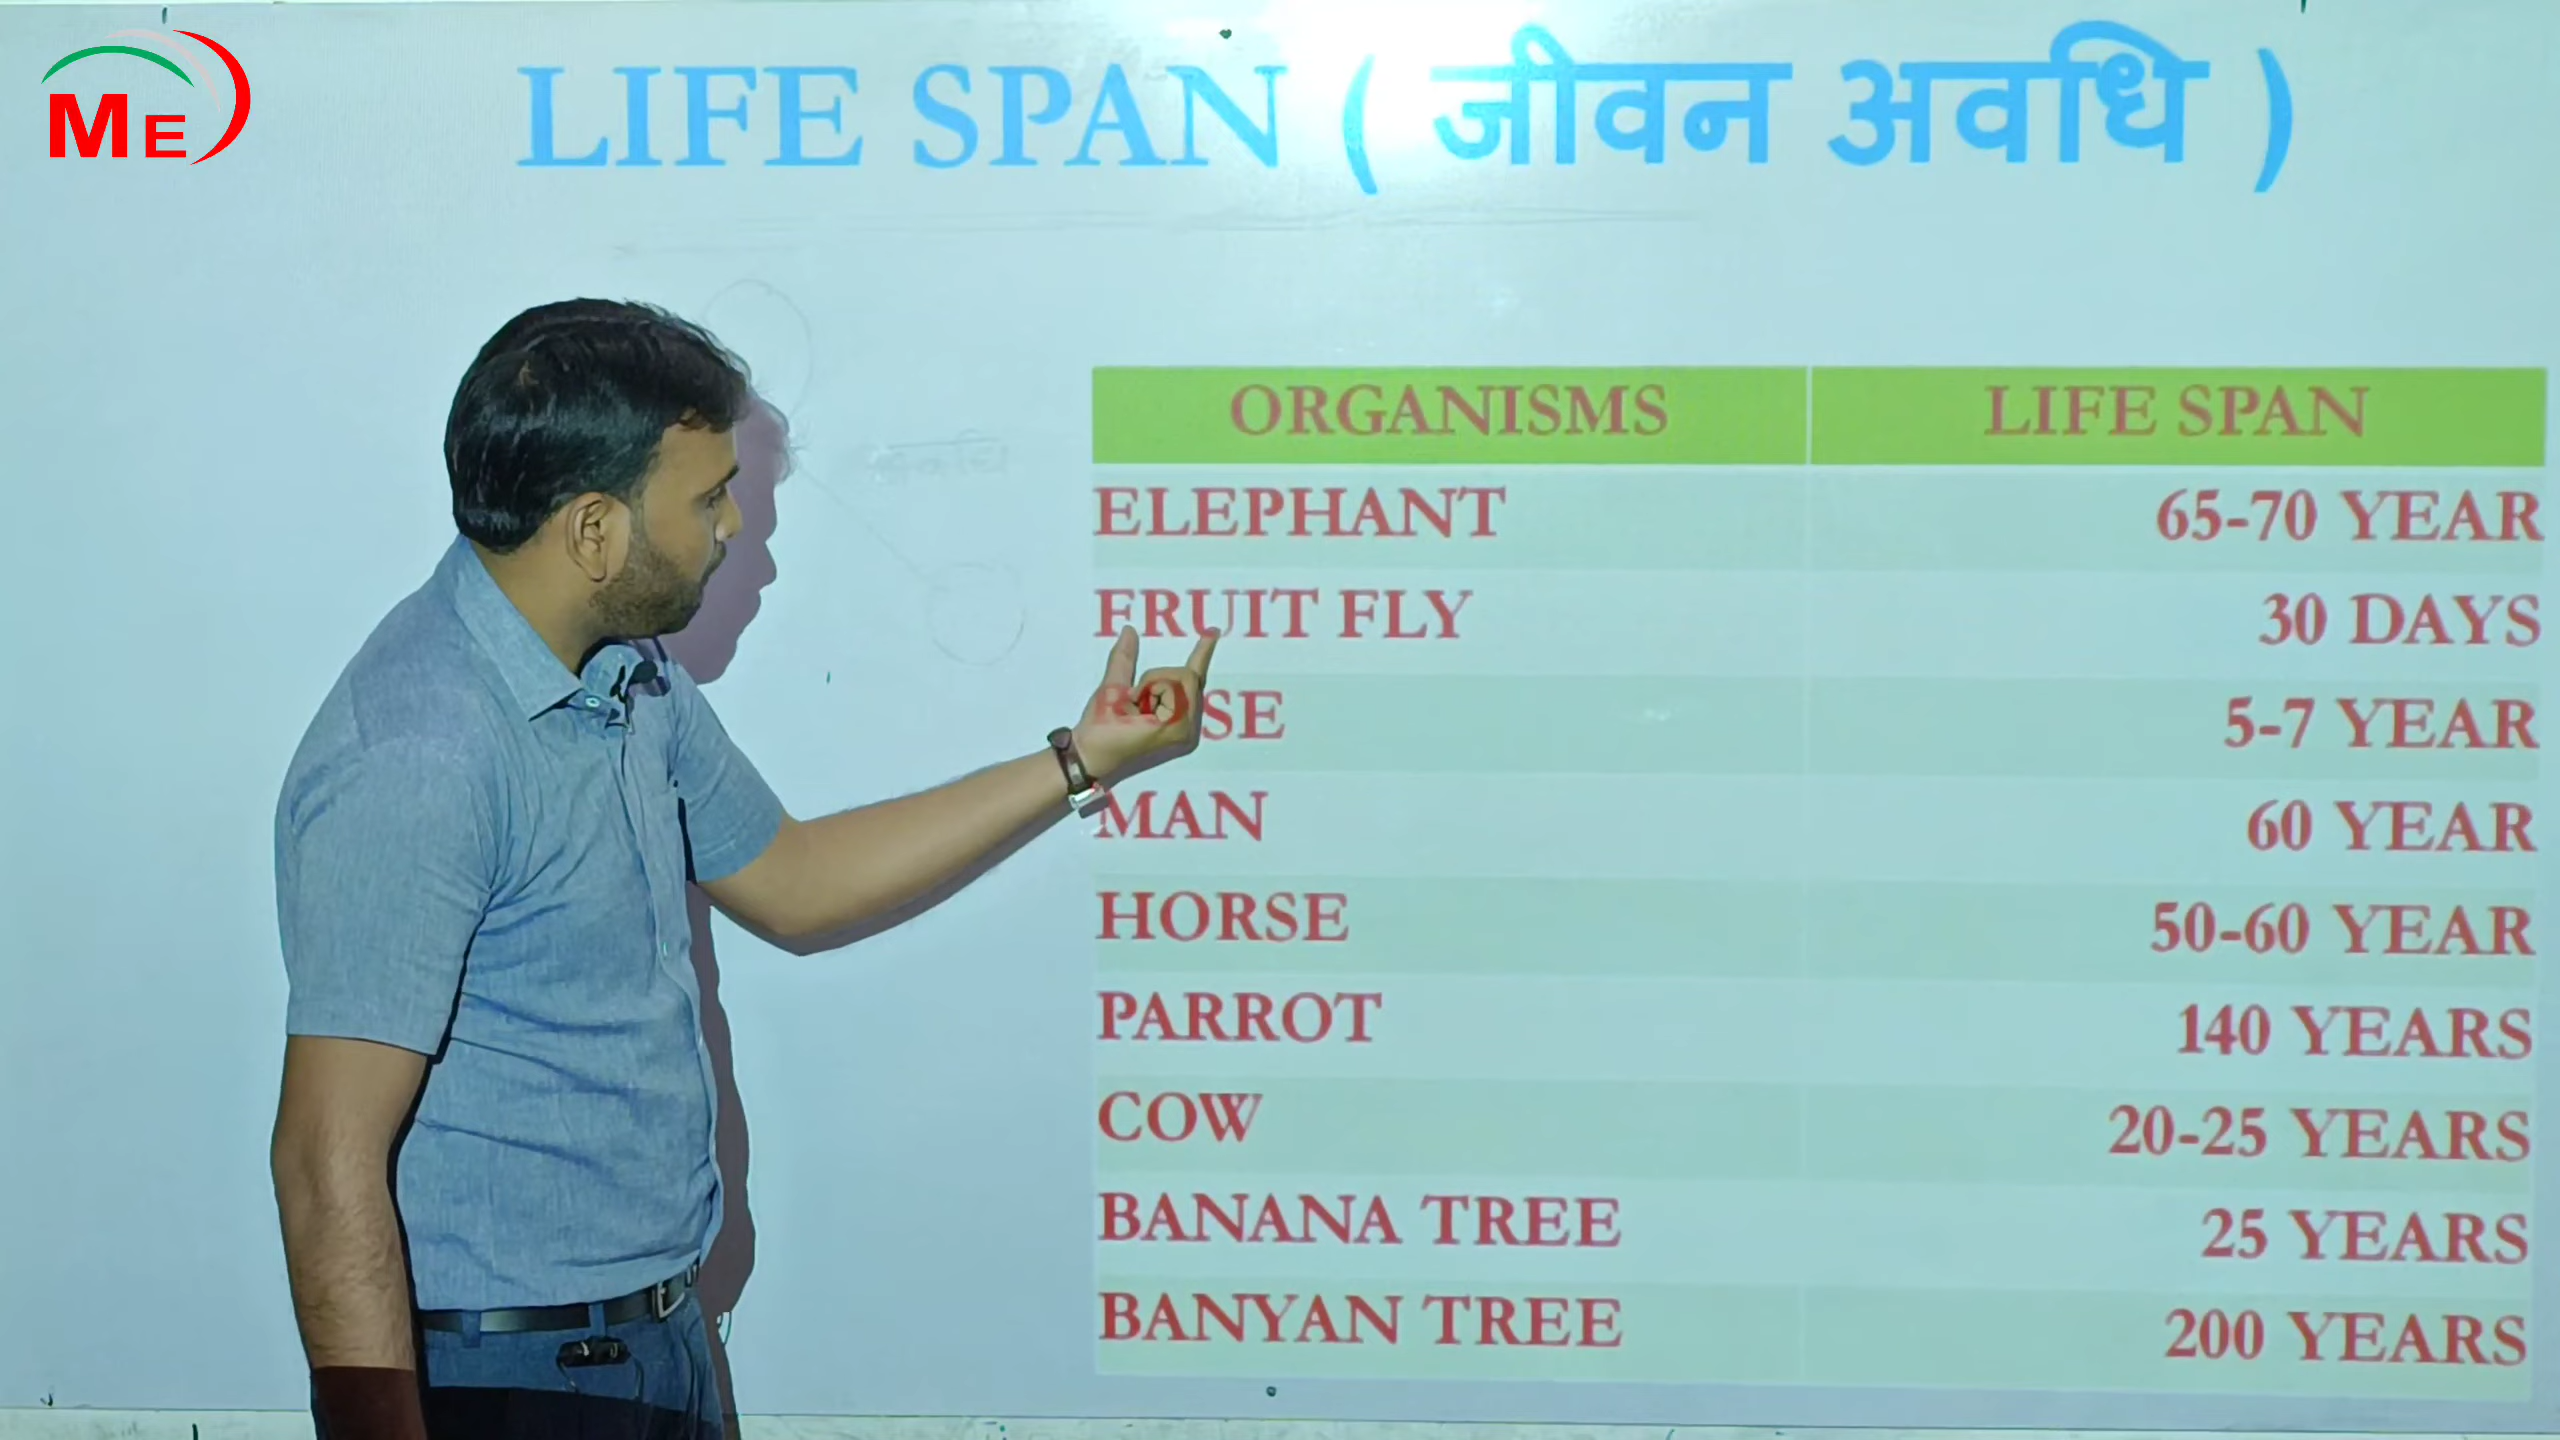 ME
LIFE SPAN ( जीवन अवधि )
ORGANISMS LIFE SPAN
ELEPHANT 65-70 YEAR
FRUIT FLY 30 DAYS
ROSE 5-7 YEAR
MAN 60 YEAR
HORSE 50-60 YEAR
PARROT 140 YEARS
COW 20-25 YEARS
BANANA TREE 25 YEARS
BANYAN TREE 200 YEARS